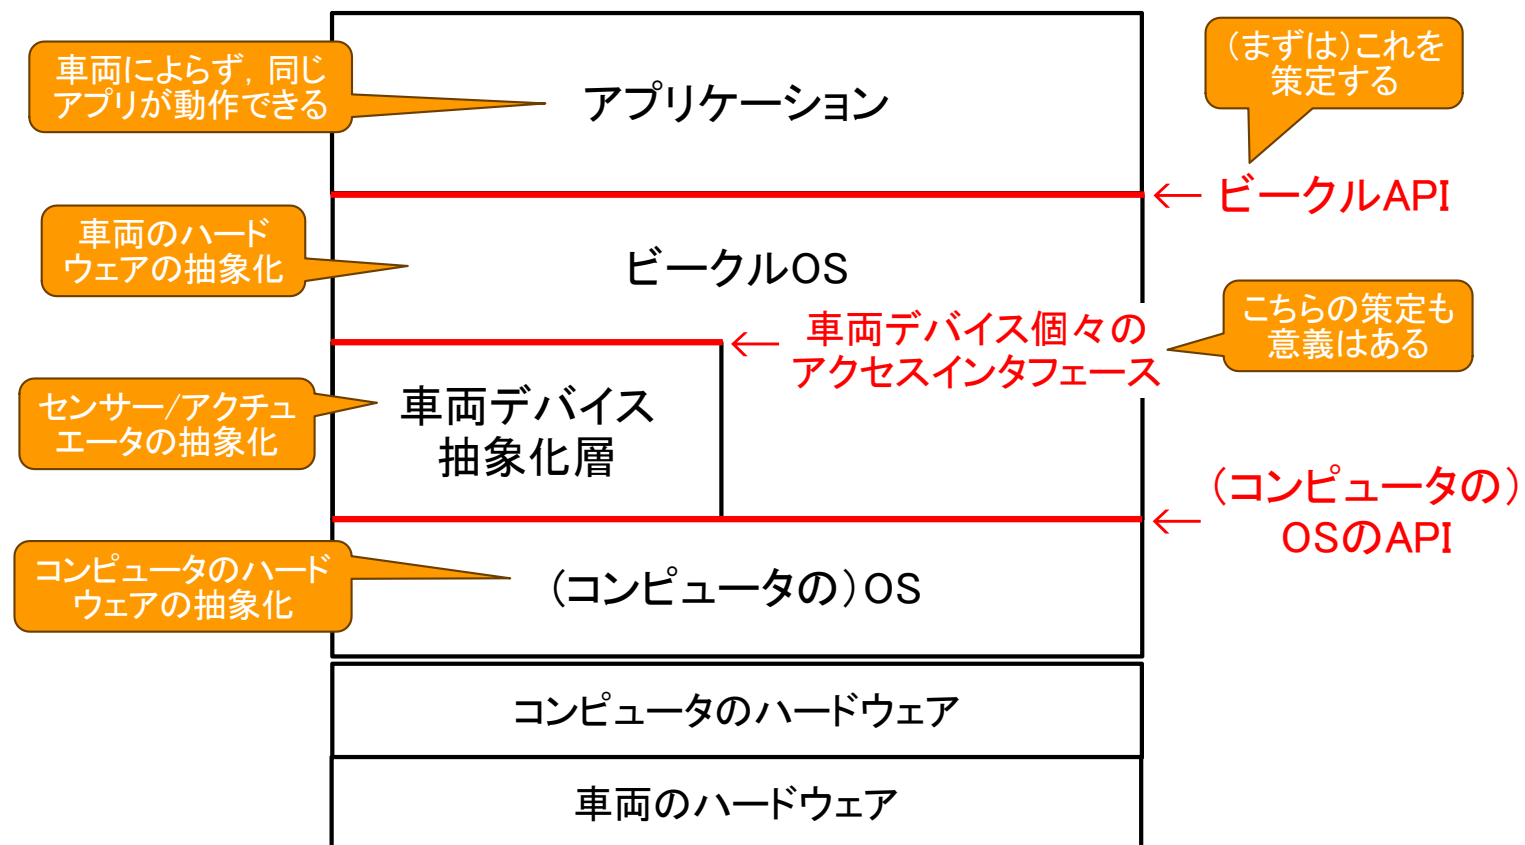 車両によらず, 同じ
アプリが動作できる
アプリケーション
(まずは)これを
策定する
← ビークルAPI
車両のハード
ウェアの抽象化
ビークルOS
← 車両デバイス個々の
アクセスインタフェース
こちらの策定も
意義はある
センサー/アクチュ
エータの抽象化
車両デバイス
抽象化層
← (コンピュータの)
OSのAPI
コンピュータのハード
ウェアの抽象化
(コンピュータの)OS
コンピュータのハードウェア
車両のハードウェア